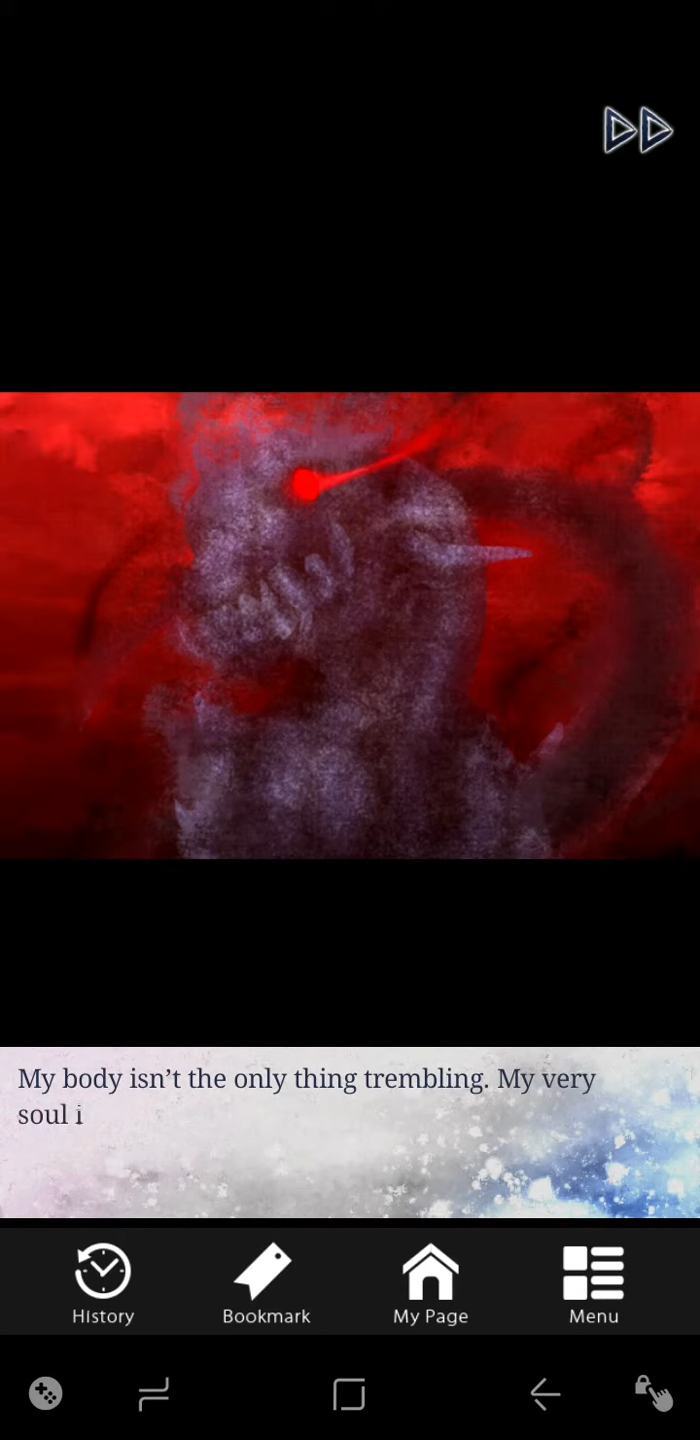 My body isn’t the only thing trembling. My very
soul i
History
Bookmark
My Page
Menu